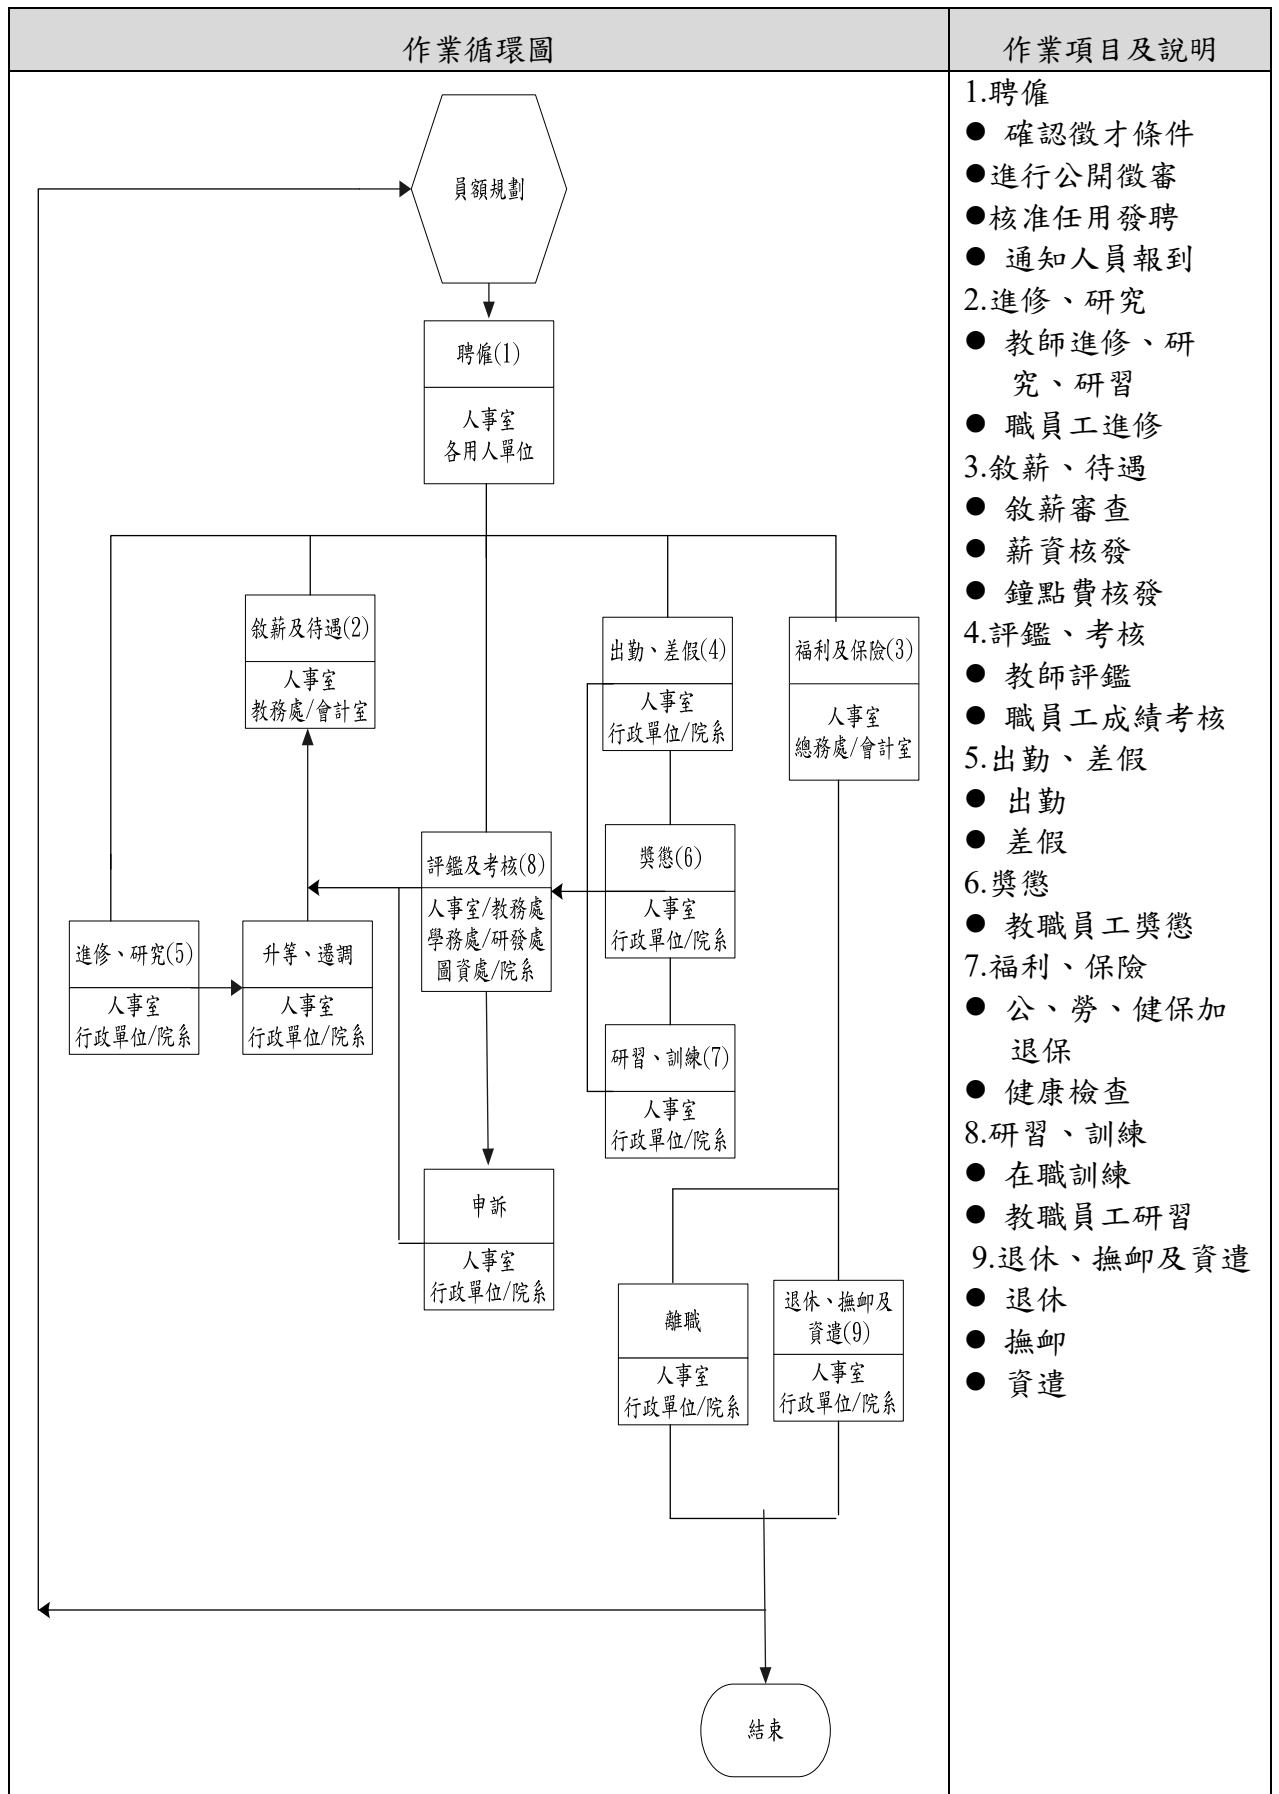 作業循環圖
作業項目及說明
員額規劃
聘僱(1)
人事室
各用人單位
敘薪及待遇(2)
人事室
教務處/會計室
出勤、差假(4)
人事室
行政單位/院系
福利及保險(3)
人事室
總務處/會計室
評鑑及考核(8)
人事室/教務處
學務處/研發處
圖資處/院系
獎懲(6)
人事室
行政單位/院系
進修、研究(5)
人事室
行政單位/院系
升等、遷調
人事室
行政單位/院系
研習、訓練(7)
人事室
行政單位/院系
申訴
人事室
行政單位/院系
離職
人事室
行政單位/院系
退休、撫卹及
資遣(9)
人事室
行政單位/院系
結束
1.聘僱
● 確認徵才條件
●進行公開徵審
●核准任用發聘
● 通知人員報到
2.進修、研究
● 教師進修、研
究、研習
● 職員工進修
3.敘薪、待遇
● 敘薪審查
● 薪資核發
● 鐘點費核發
4.評鑑、考核
● 教師評鑑
● 職員工成績考核
5.出勤、差假
● 出勤
● 差假
6.獎懲
● 教職員工獎懲
7.福利、保險
● 公、勞、健保加
退保
● 健康檢查
8.研習、訓練
● 在職訓練
● 教職員工研習
9.退休、撫卹及資遣
● 退休
● 撫卹
● 資遣